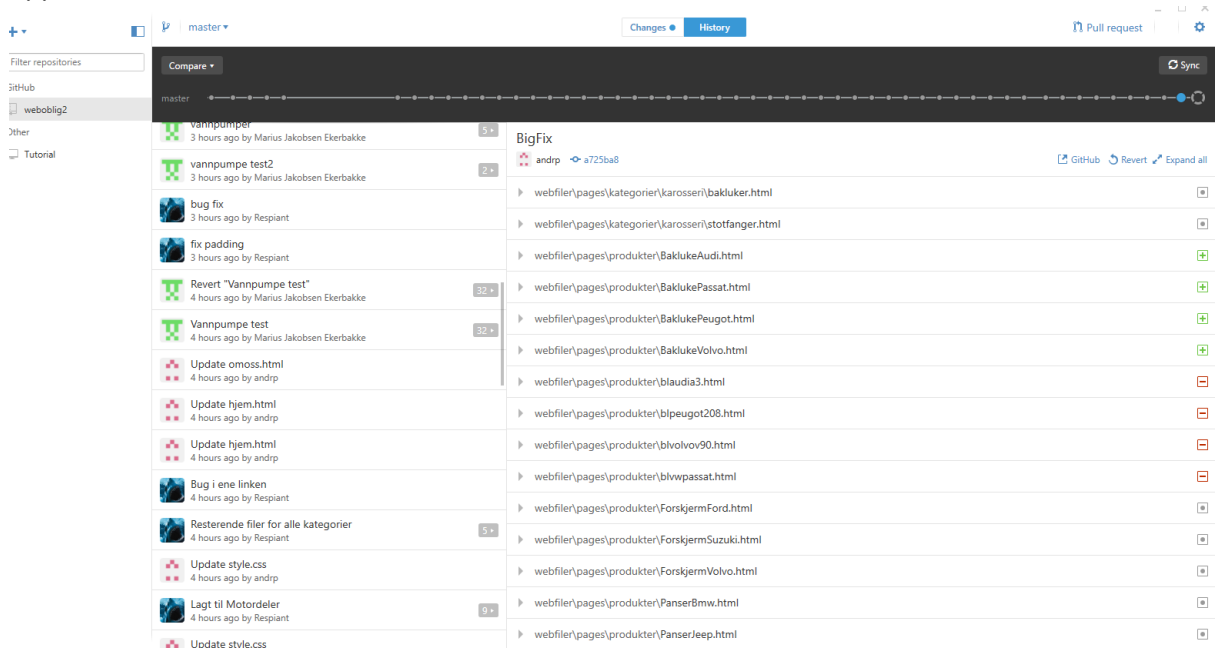 master
Changes
History
Pull request
Filter repositories
GitHub
weboblig2
Other
Tutorial
Compare
Sync
master
vannpumper
3 hours ago by Marius Jakobsen Ekerbakke
5
vannpumpe test2
3 hours ago by Marius Jakobsen Ekerbakke
2
bug fix
3 hours ago by Respiant
fix padding
3 hours ago by Respiant
Revert "Vannpumpe test"
4 hours ago by Marius Jakobsen Ekerbakke
32
Vannpumpe test
4 hours ago by Marius Jakobsen Ekerbakke
32
Update omoss.html
4 hours ago by andrp
Update hjem.html
4 hours ago by andrp
Update hjem.html
4 hours ago by andrp
Bug i ene linken
4 hours ago by Respiant
Resterende filer for alle kategorier
4 hours ago by Respiant
5
Update style.css
4 hours ago by andrp
Lagt til Motordeler
4 hours ago by Respiant
9
Update style.css
BigFix
andrp a725ba8
GitHub Revert Expand all
webfiler\pages\kategorier\karosseri\bakluker.html
webfiler\pages\kategorier\karosseri\stotfanger.html
webfiler\pages\produkter\BaklukeAudi.html
webfiler\pages\produkter\BaklukePassat.html
webfiler\pages\produkter\BaklukePeugot.html
webfiler\pages\produkter\BaklukeVolvo.html
webfiler\pages\produkter\blaudia3.html
webfiler\pages\produkter\blpeugot208.html
webfiler\pages\produkter\blvolvov90.html
webfiler\pages\produkter\blvwpassat.html
webfiler\pages\produkter\ForskjermFord.html
webfiler\pages\produkter\ForskjermSuzuki.html
webfiler\pages\produkter\ForskjermVolvo.html
webfiler\pages\produkter\PanserBmw.html
webfiler\pages\produkter\PanserJeep.html